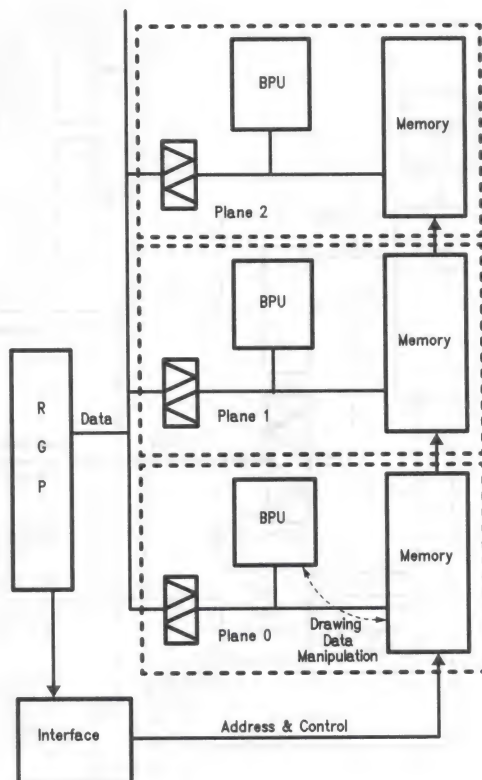 BPU
Memory
Plane 2
BPU
Memory
Plane 1
R
G
P
Data
BPU
Memory
Plane 0
Drawing
Data
Manipulation
Interface
Address & Control